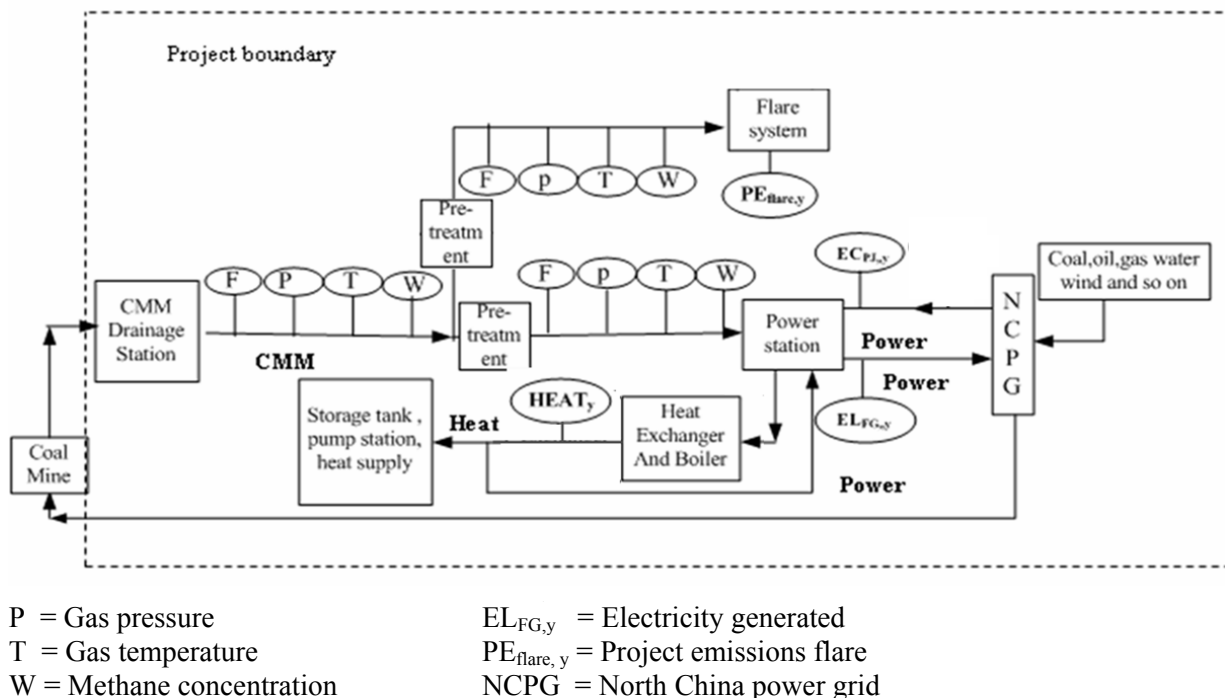 Project boundary
Flare
system
F
p
T
W
PEflare,y
Pre-
treatm
ent
F
P
T
W
F
p
T
W
ECPJ,y
Coal,oil,gas water
wind and so on
CMM
Drainage
Station
CMM
Pre-
treatm
ent
Power
station
Power
Power
N
C
P
G
HEATy
ELFG,y
Storage tank ,
pump station,
heat supply
Heat
Heat
Exchanger
And Boiler
Coal
Mine
Power
P = Gas pressure
ELFG,y = Electricity generated
T = Gas temperature
PEflare, y = Project emissions flare
W = Methane concentration
NCPG = North China power grid